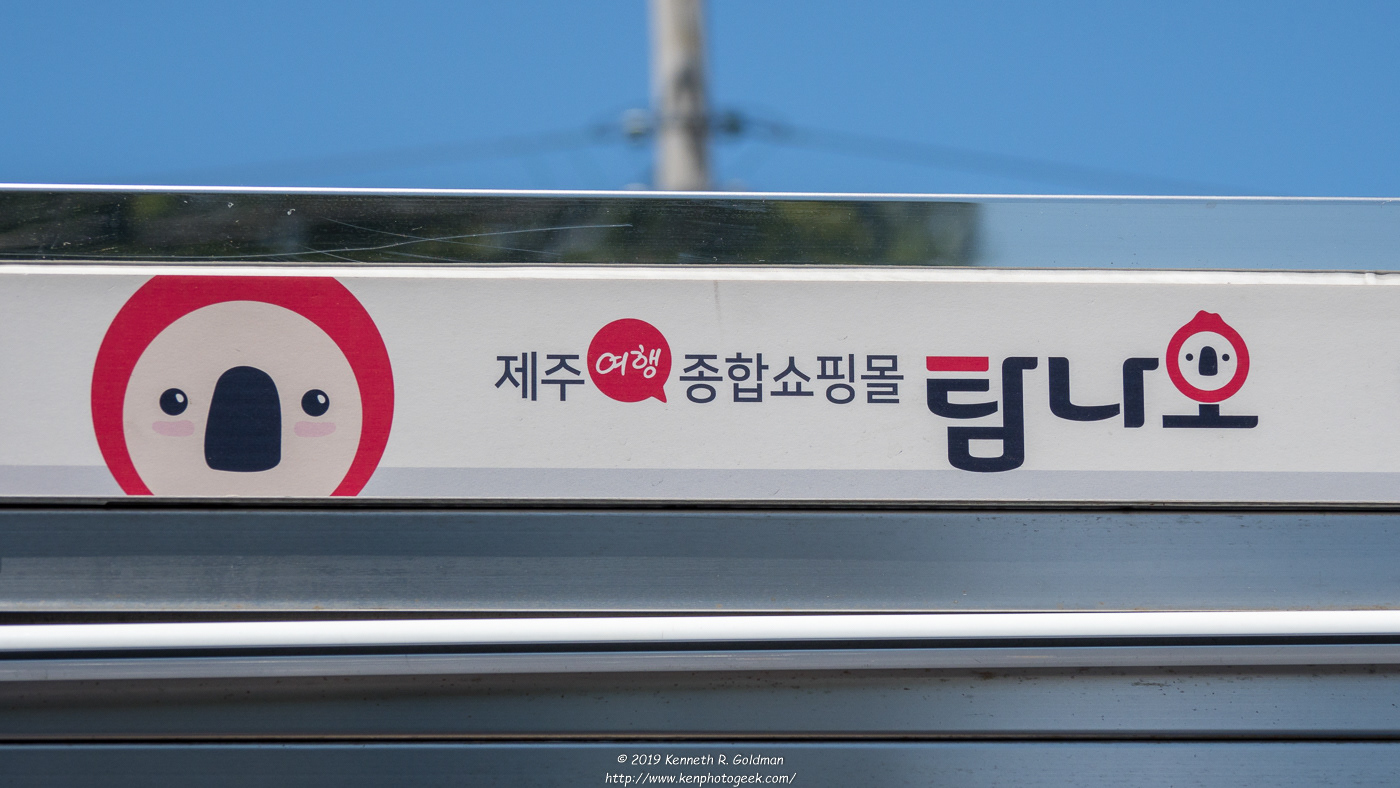 제주 여행 종합쇼핑몰 탐나오
© 2019 Kenneth R. Goldman
http://www.kenphotogeek.com/